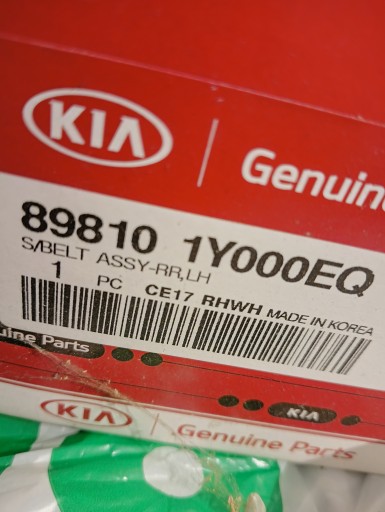 KIA
Genuine
89810 1Y000EQ
S/BELT ASSY-RR,LH
1 PC CE17 RHWH MADE IN KOREA
Parts
KIA
KIA Genuine Parts